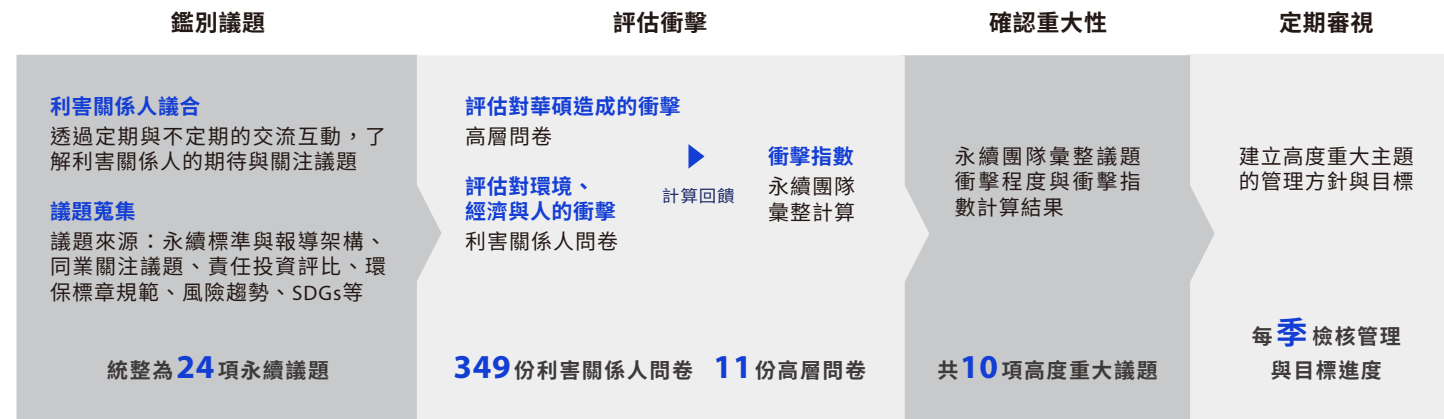 鑑別議題
利害關係人議合
透過定期與不定期的交流互動，了
解利害關係人的期待與關注議題
議題蒐集
議題來源：永續標準與報導架構、
同業關注議題、責任投資評比、環
保標章規範、風險趨勢、SDGs等
統整為24項永續議題
評估衝擊
評估對華碩造成的衝擊
高層問卷
評估對環境、
經濟與人的衝擊
利害關係人問卷
計算回饋
衝擊指數
永續團隊
彙整計算
349份利害關係人問卷 11份高層問卷
確認重大性
永續團隊彙整議題
衝擊程度與衝擊指
數計算結果
共10項高度重大議題
定期審視
建立高度重大主題
的管理方針與目標
每季檢核管理
與目標進度